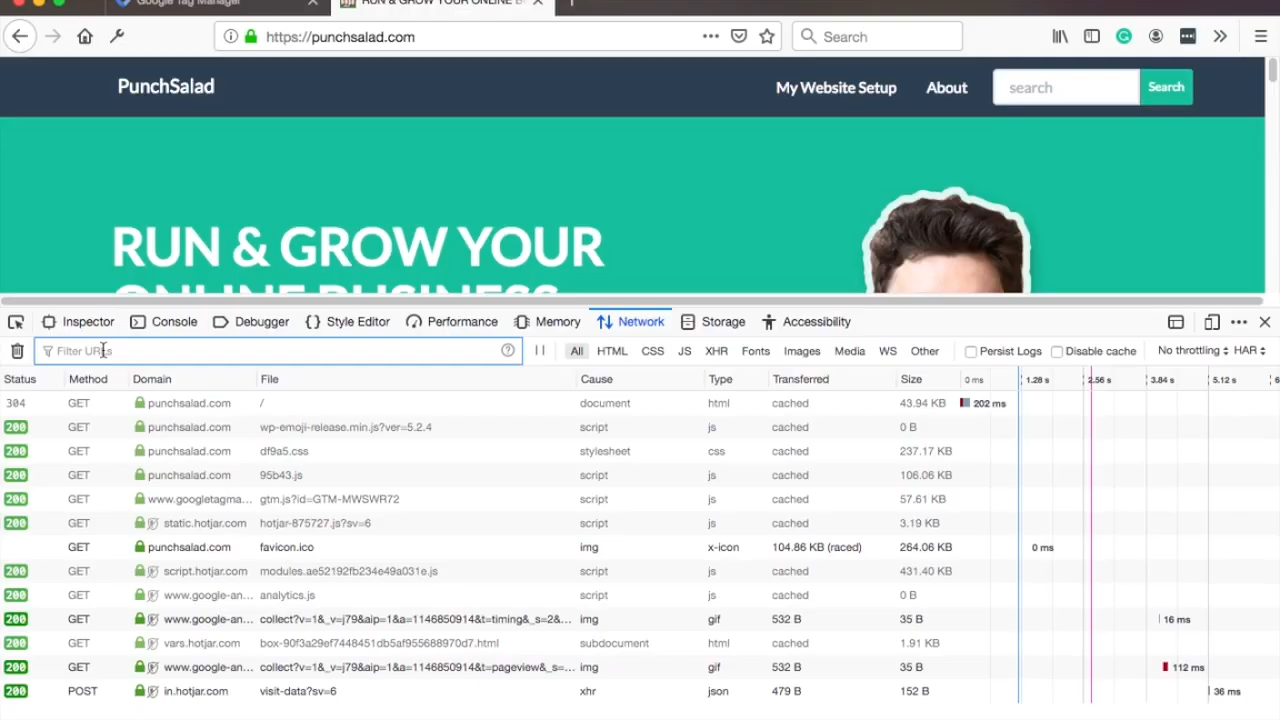 Google Tag Manager
RUN & GROW YOUR ONLINE B
https://punchsalad.com
Search
PunchSalad
My Website Setup
About
search
Search
RUN & GROW YOUR
ONLINE BUSINESS
Inspector Console Debugger Style Editor Performance Memory Network Storage Accessibility
Filter URLs
All HTML CSS JS XHR Fonts Images Media WS Other Persist Logs Disable cache No throttling HAR
Status Method Domain File Cause Type Transferred Size 0 ms 1.28 s 2.56 s 3.84 s 5.12 s 6
304 GET punchsalad.com / document html cached 43.94 KB 202 ms
200 GET punchsalad.com wp-emoji-release.min.js?ver=5.2.4 script js cached 0 B
200 GET punchsalad.com df9a5.css stylesheet css cached 237.17 KB
200 GET punchsalad.com 95b43.js script js cached 106.06 KB
200 GET www.googletagma... gtm.js?id=GTM-MWSWR72 script js cached 57.61 KB
200 GET static.hotjar.com hotjar-875727.js?sv=6 script js cached 3.19 KB
GET punchsalad.com favicon.ico img x-icon 104.86 KB (raced) 264.06 KB 0 ms
200 GET script.hotjar.com modules.ae52192fb234e49a031e.js script js cached 431.40 KB
200 GET www.google-an... analytics.js script js cached 0 B
200 GET www.google-an... collect?v=1&_v=j79&aip=1&a=1146850914&t=timing&_s=2&... img gif 532 B 35 B 16 ms
200 GET vars.hotjar.com box-90f3a29ef7448451db5af955688970d7.html subdocument html cached 1.91 KB
200 GET www.google-an... collect?v=1&_v=j79&aip=1&a=1146850914&t=pageview&_s=... img gif 532 B 35 B 112 ms
200 POST in.hotjar.com visit-data?sv=6 xhr json 479 B 152 B 36 ms